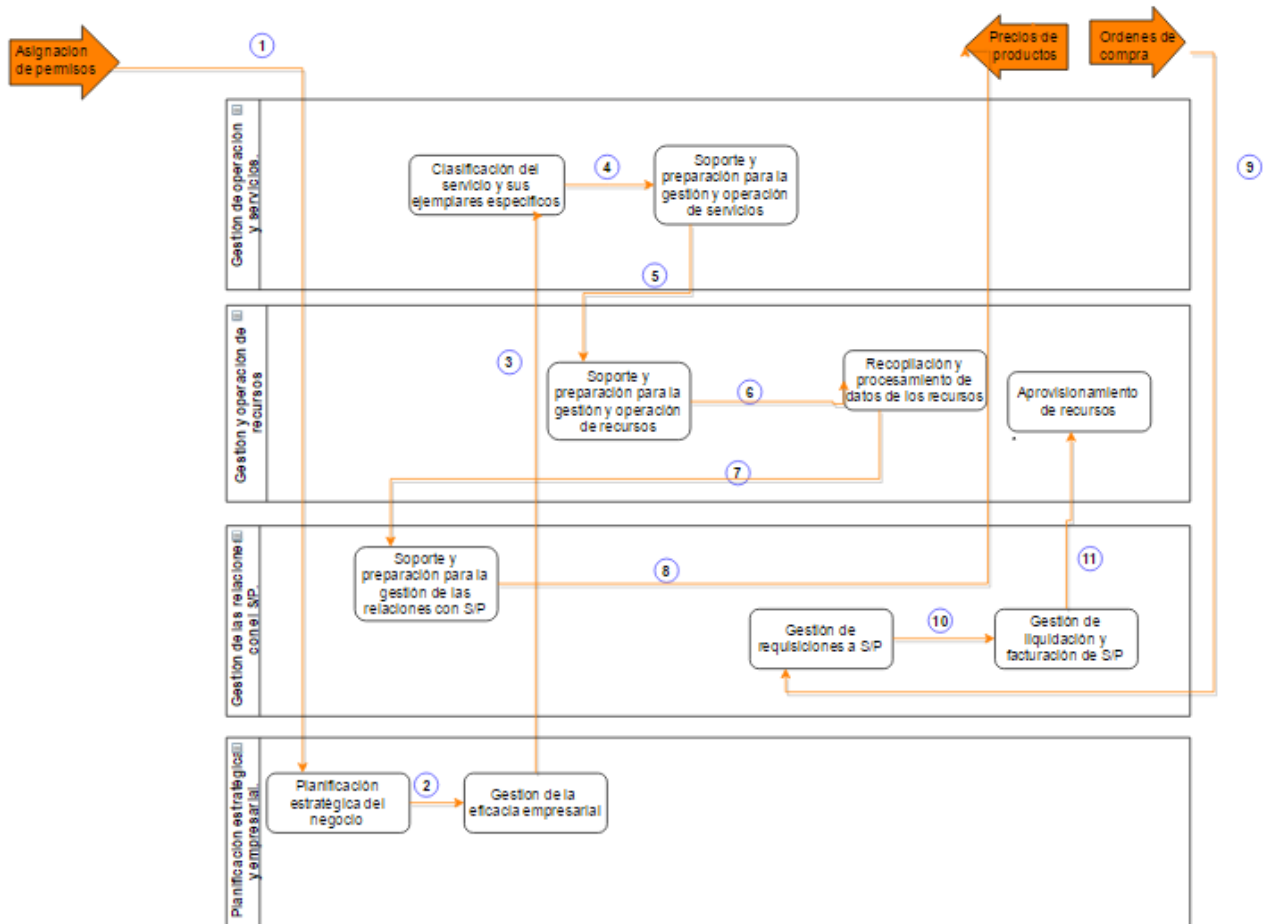 Asignacion
de permisos
1
Precios de
productos
Ordenes de
compra
9
Gestión de operación
y servicios.
Clasificación del
servicio y sus
ejemplares específicos
4
Soporte y
preparación para la
gestión y operación
de servicios
5
Gestión y operación de
recursos
3
Soporte y
preparación para la
gestión y operación
de recursos
6
Recopilación y
procesamiento de
datos de los recursos
Aprovisionamiento
de recursos
7
Gestión de las relaciones
con el S/P.
Soporte y
preparación para la
gestión de las
relaciones con S/P
8
11
Gestión de
requisiciones a S/P
10
Gestión de
liquidación y
facturación de S/P
Planificación estratégica
y empresarial.
Planificación
estratégica del
negocio
2
Gestion de la
eficacia empresarial